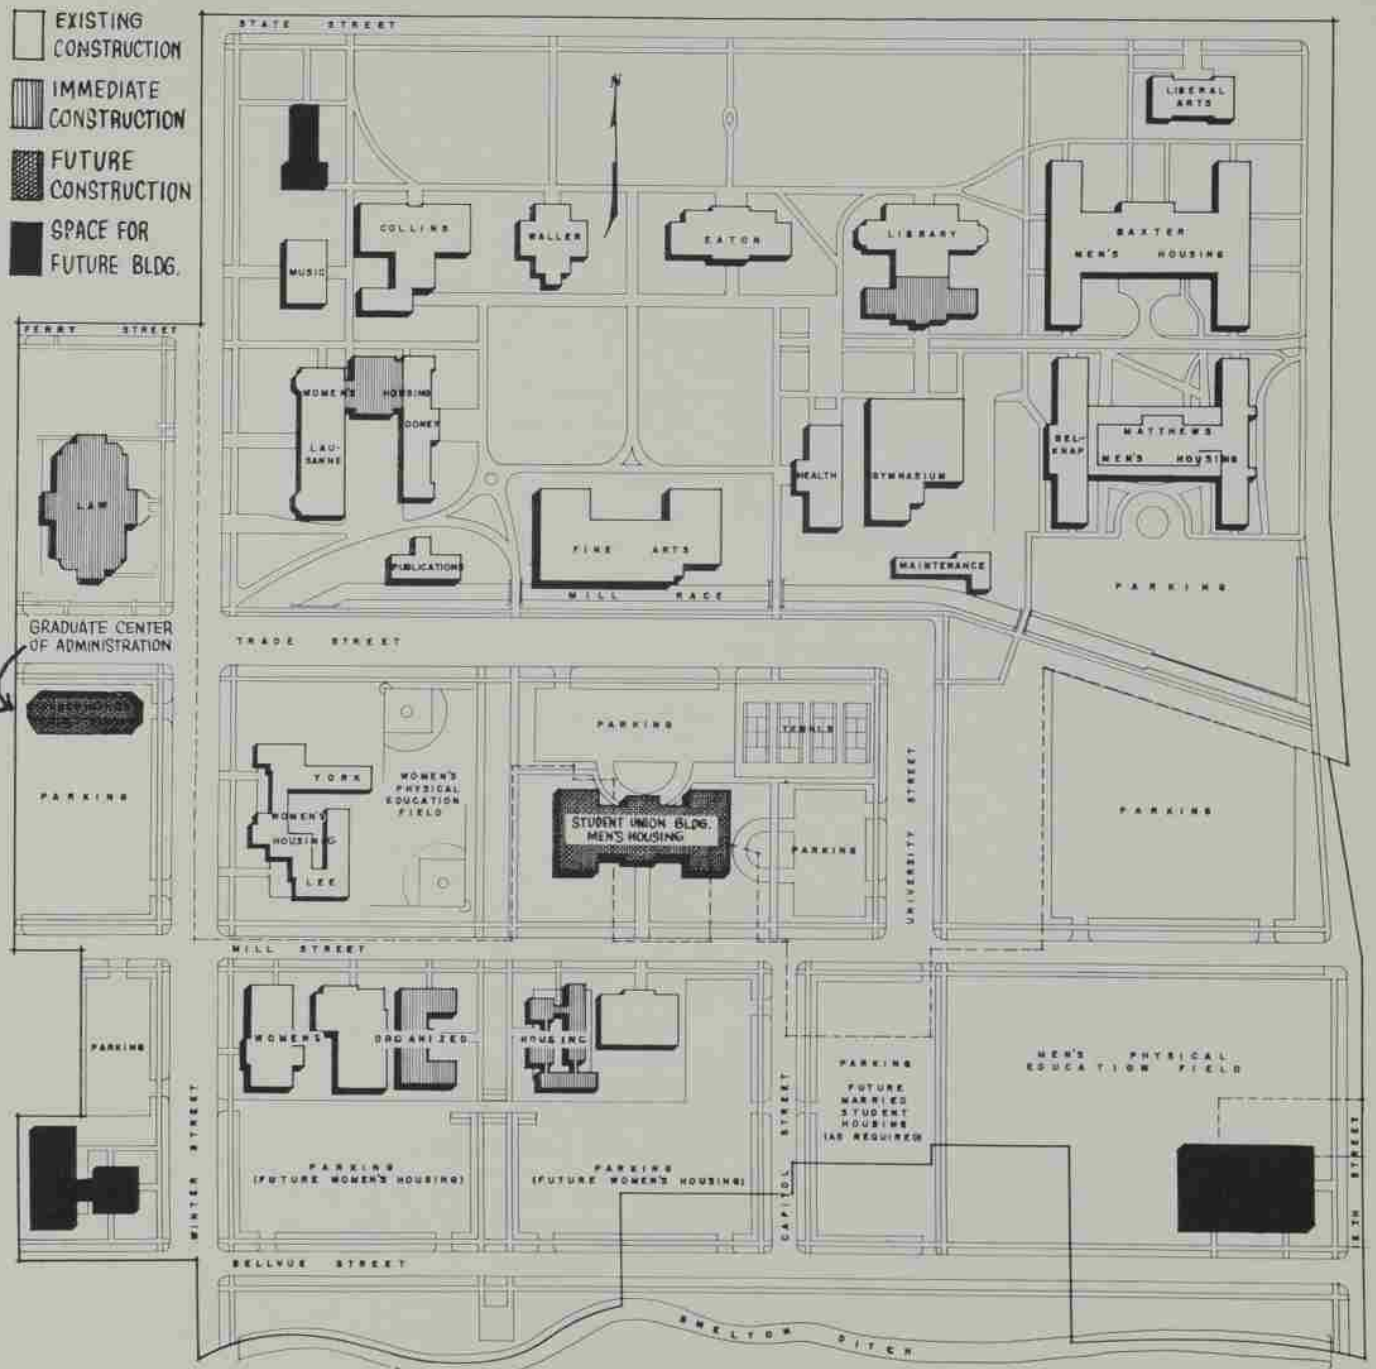 EXISTING
CONSTRUCTION
IMMEDIATE
CONSTRUCTION
FUTURE
CONSTRUCTION
SPACE FOR
FUTURE BLDG.
STATE STREET
N
LIBERAL
ARTS
COLLINS
WALLER
EATON
LIBRARY
BAXTER
MEN'S HOUSING
MUSIC
FERRY STREET
WOMEN'S HOUSING
DONEY
LAU-
SANNE
LAW
HEALTH
GYMNASIUM
BEL-
KNAP
MATTHEWS
MEN'S HOUSING
FINE ARTS
PUBLICATIONS
MAINTENANCE
MILL RACE
PARKING
GRADUATE CENTER
OF ADMINISTRATION
TRADE STREET
PARKING
TENNIS
PARKING
YORK
WOMEN'S
HOUSING
LEE
WOMEN'S
PHYSICAL
EDUCATION
FIELD
STUDENT UNION BLDG.
MEN'S HOUSING
PARKING
UNIVERSITY STREET
PARKING
MILL STREET
PARKING
WOMENS ORGANIZED HOUSING
PARKING
FUTURE
MARRIED
STUDENT
HOUSING
(AS REQUIRED)
MEN'S PHYSICAL
EDUCATION FIELD
WINTER STREET
PARKING
(FUTURE WOMEN'S HOUSING)
PARKING
(FUTURE WOMEN'S HOUSING)
CAPITOL STREET
12TH STREET
BELLVUE STREET
SHELTON DITCH